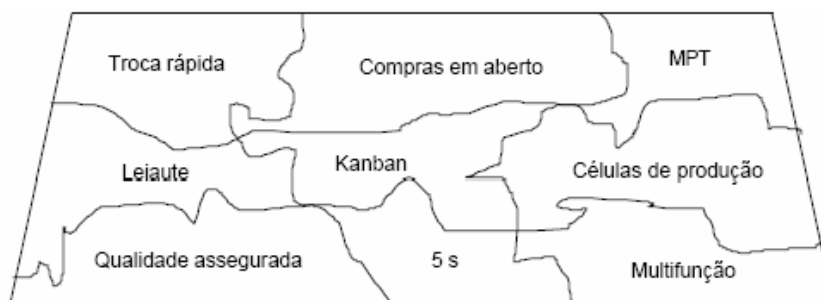 Troca rápida
Compras em aberto
MPT
Leiaute
Kanban
Células de produção
Qualidade assegurada
5 s
Multifunção